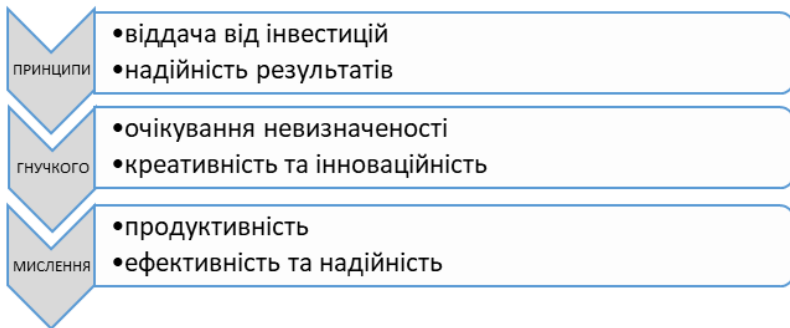 ПРИНЦИПИ
•віддача від інвестицій
•надійність результатів
ГНУЧКОГО
•очікування невизначеності
•креативність та інноваційність
МИСЛЕННЯ
•продуктивність
•ефективність та надійність